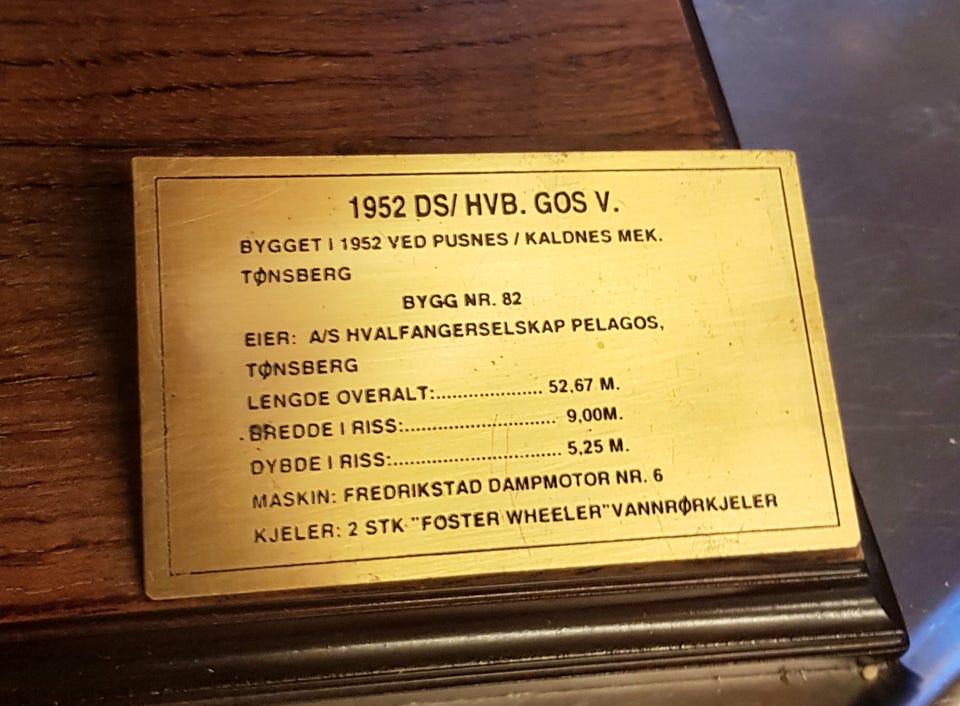 1952 DS/ HVB. GOS V.
BYGGET I 1952 VED PUSNES / KALDNES MEK.
TØNSBERG
BYGG NR. 82
EIER: A/S HVALFANGERSELSKAP PELAGOS,
TØNSBERG
LENGDE OVERALT:.................... 52,67 M.
BREDDE I RISS:............................ 9,00M.
DYBDE I RISS:............................... 5,25 M.
MASKIN: FREDRIKSTAD DAMPMOTOR NR. 6
KJELER: 2 STK "FOSTER WHEELER" VANNRØRKJELER